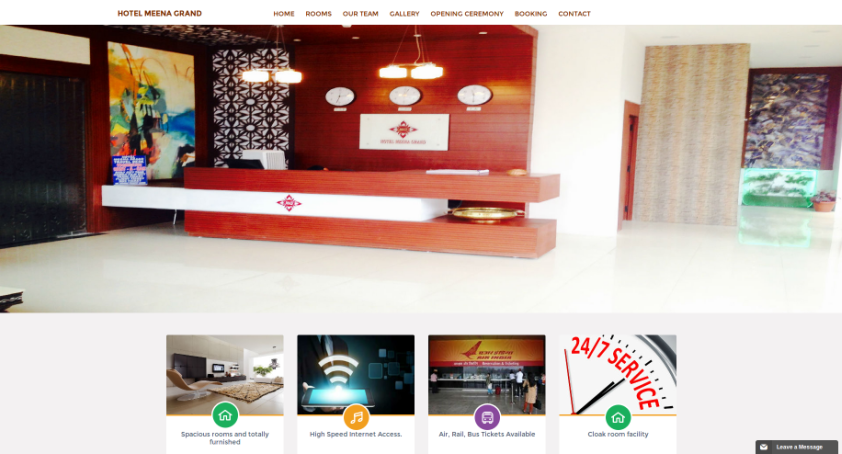 HOTEL MEENA GRAND
HOME ROOMS OUR TEAM GALLERY OPENING CEREMONY BOOKING CONTACT
HOTEL MEENA GRAND
24/7 SERVICE
Spacious rooms and totally
furnished
High Speed Internet Access.
Air, Rail, Bus Tickets Available
Cloak room facility
Leave a Message